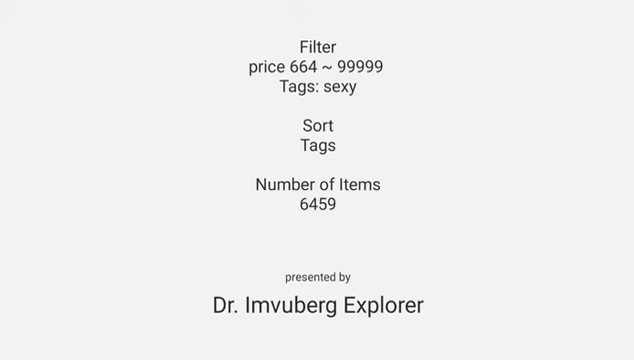 Filter
price 664 ~ 99999
Tags: sexy
Sort
Tags
Number of Items
6459
presented by
Dr. Imvuberg Explorer